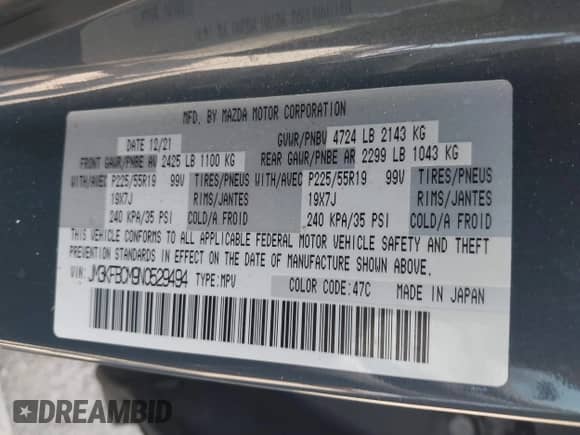 MFD. BY MAZDA MOTOR CORPORATION
DATE 12/21 GVWR/PNBV 4724 LB 2143 KG
FRONT GAWR/PNBE AV 2425 LB 1100 KG REAR GAWR/PNBE AR 2299 LB 1043 KG
WITH/AVEC P225/55R19 99V TIRES/PNEUS WITH/AVEC P225/55R19 99V TIRES/PNEUS
19X7J RIMS/JANTES 19X7J RIMS/JANTES
240 KPA/35 PSI COLD/A FROID 240 KPA/35 PSI COLD/A FROID
THIS VEHICLE CONFORMS TO ALL APPLICABLE FEDERAL MOTOR VEHICLE SAFETY AND THEFT
PREVENTION STANDARDS IN EFFECT ON THE DATE OF MANUFACTURE SHOWN ABOVE.
VIN: JM3KFBCM9N0529494 TYPE: MPV COLOR CODE: 47C MADE IN JAPAN
DREAMBID